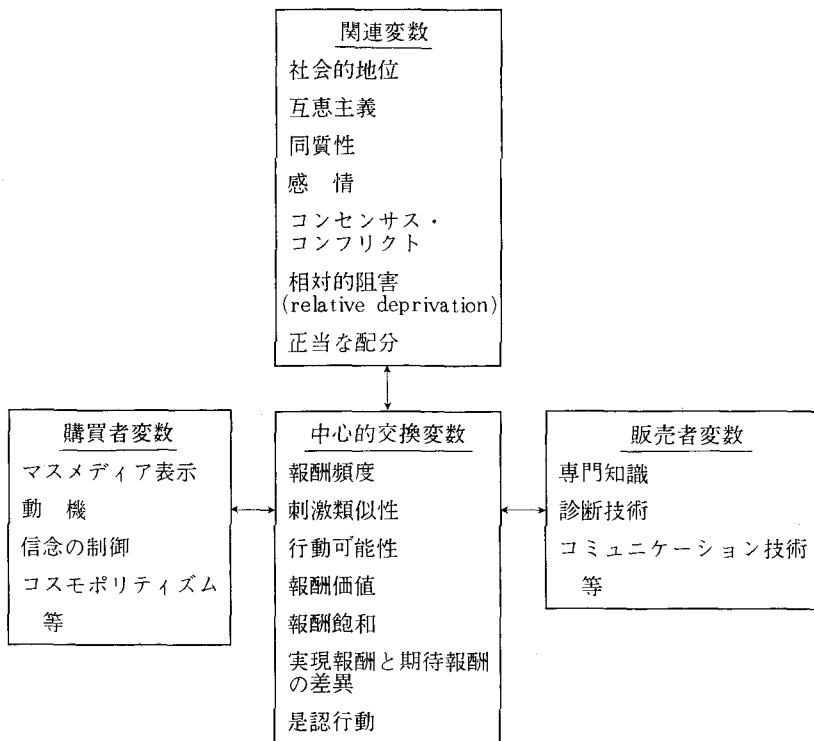 関連変数
社会的地位
互恵主義
同質性
感　情
コンセンサス・
コンフリクト
相対的阻害
(relative deprivation)
正当な配分
購買者変数
マスメディア表示
動　機
信念の制御
コスモポリティズム
等
中心的交換変数
報酬頻度
刺激類似性
行動可能性
報酬価値
報酬飽和
実現報酬と期待報酬
の差異
是認行動
販売者変数
専門知識
診断技術
コミュニケーション技術
等